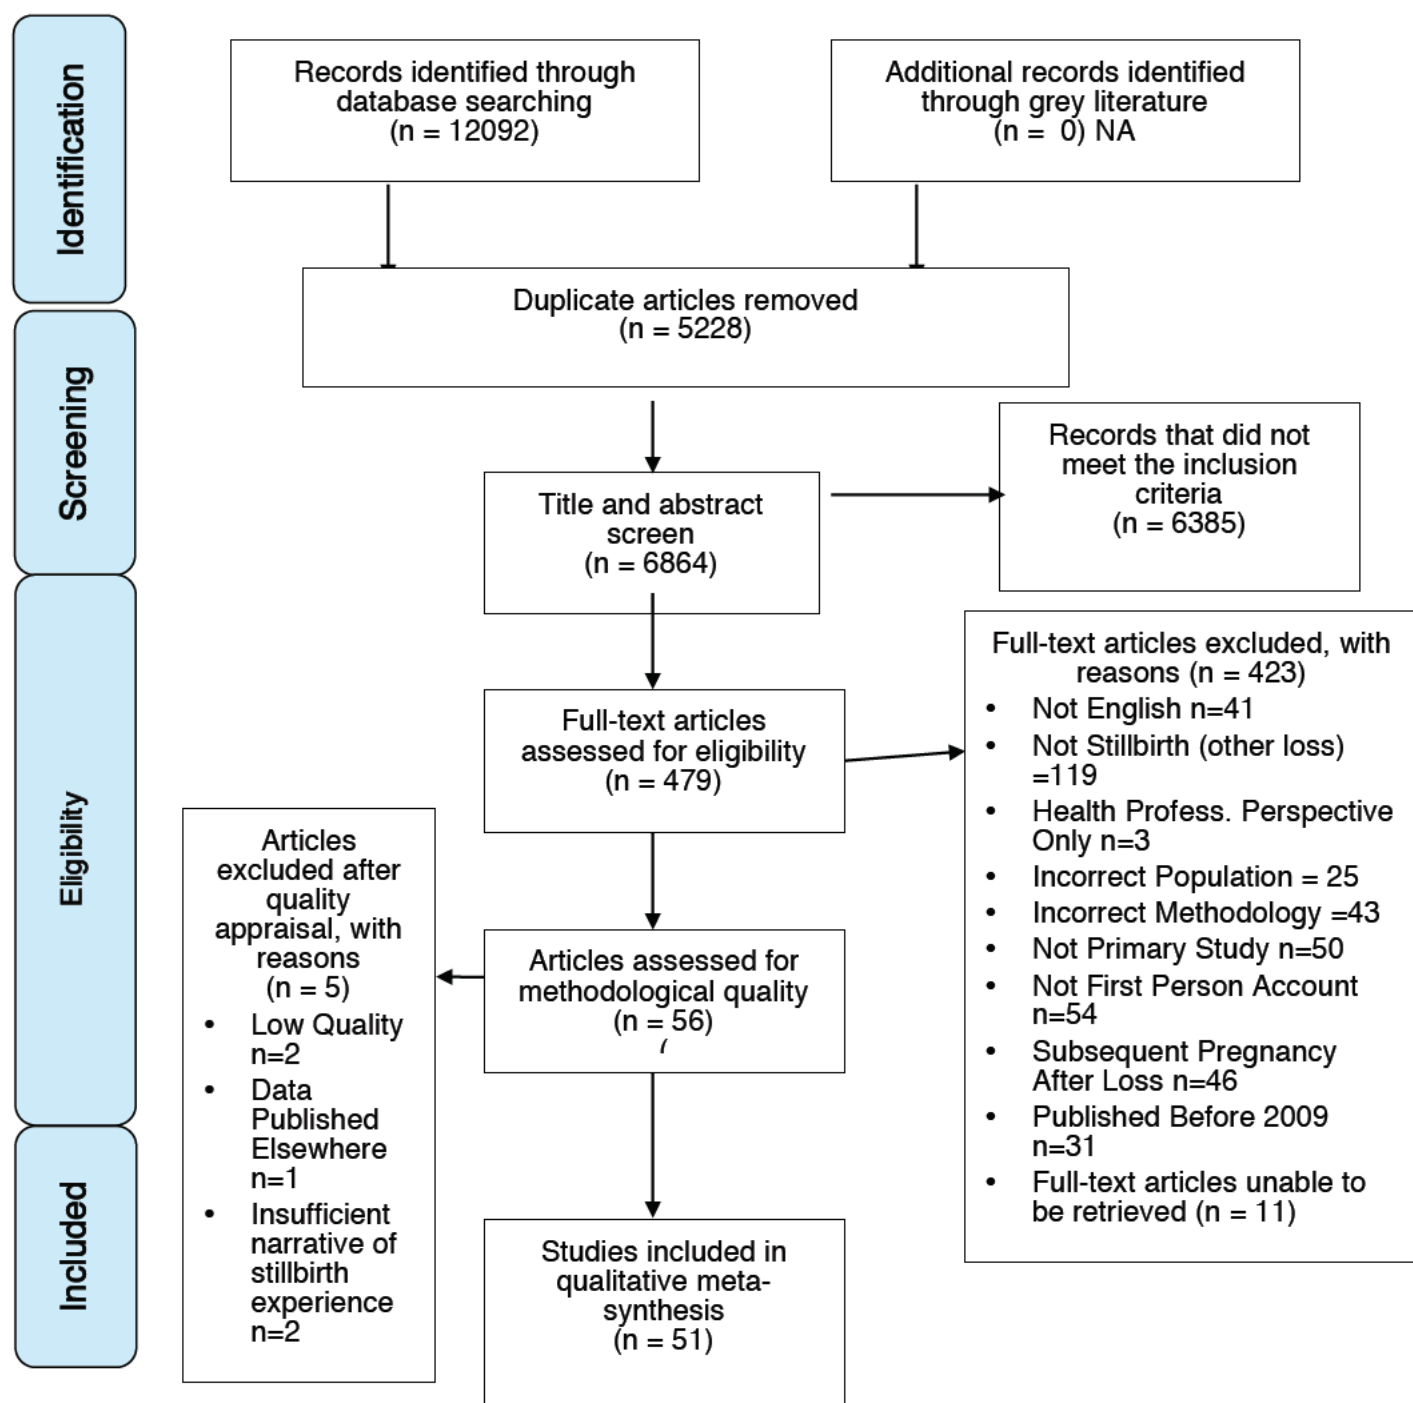 Identification
Records identified through
database searching
(n = 12092)
Additional records identified
through grey literature
(n =  0) NA
Duplicate articles removed
(n = 5228)
Screening
Title and abstract
screen
(n = 6864)
Records that did not
meet the inclusion
criteria
(n = 6385)
Eligibility
Full-text articles
assessed for eligibility
(n = 479)
Full-text articles excluded, with
reasons (n = 423)
• Not English n=41
• Not Stillbirth (other loss)
=119
• Health Profess. Perspective
Only n=3
• Incorrect Population = 25
• Incorrect Methodology =43
• Not Primary Study n=50
• Not First Person Account
n=54
• Subsequent Pregnancy
After Loss n=46
• Published Before 2009
n=31
• Full-text articles unable to
be retrieved (n = 11)
Articles
excluded after
quality
appraisal, with
reasons
(n = 5)
• Low Quality
n=2
• Data
Published
Elsewhere
n=1
• Insufficient
narrative of
stillbirth
experience
n=2
Articles assessed for
methodological quality
(n = 56)
(
Included
Studies included in
qualitative meta-
synthesis
(n = 51)